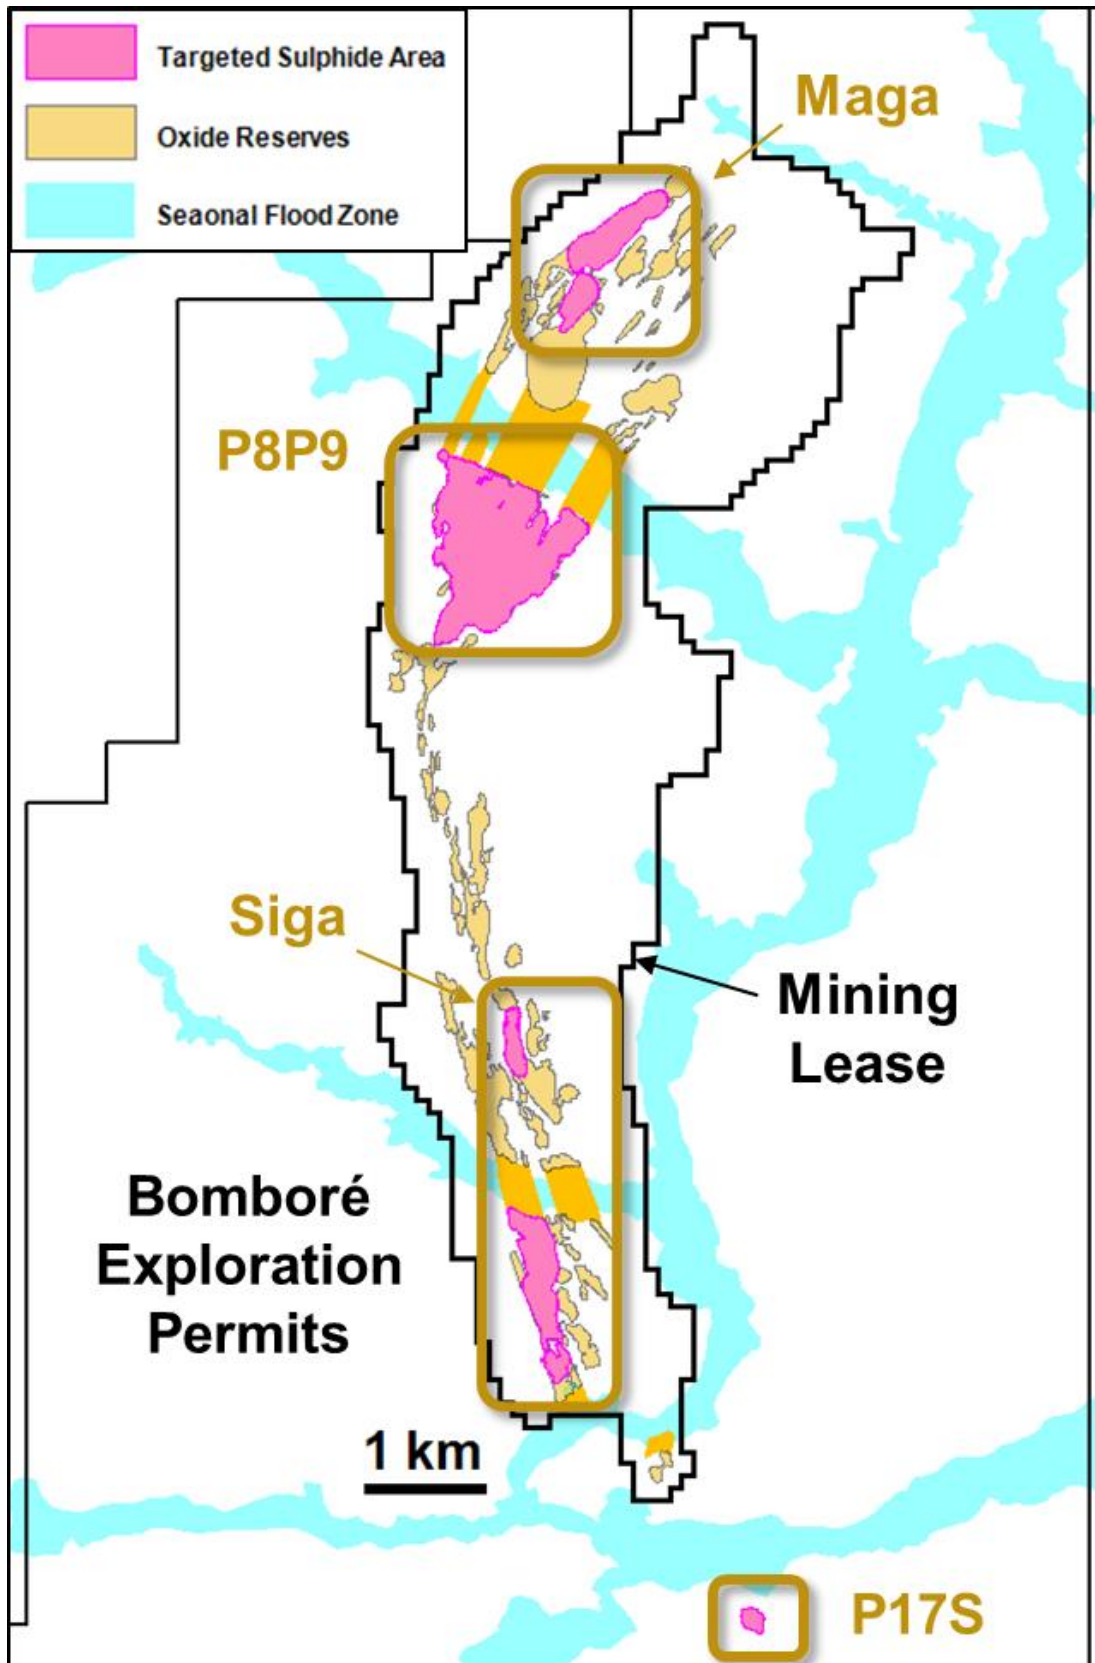 Targeted Sulphide Area
Oxide Reserves
Seaonal Flood Zone
Maga
P8P9
Siga
Mining
Lease
Bomboré
Exploration
Permits
1 km
P17S